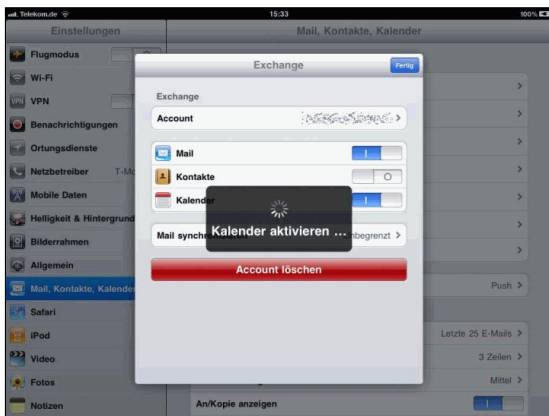 Telekom.de
15:33
100%
Einstellungen
Mail, Kontakte, Kalender
Flugmodus
Wi-Fi
VPN
VPN
Benachrichtigungen
Ortungsdienste
Netzbetreiber T-Mo
Mobile Daten
Helligkeit & Hintergrund
Bilderrahmen
Allgemein
Mail, Kontakte, Kalender
Safari
iPod
Video
Fotos
Notizen
Exchange
Fertig
Exchange
Account
Mail
Kontakte
Kalender
Kalender aktivieren ...
Mail
Account löschen
Push
Letzte 25 E-Mails
3 Zeilen
Mittel
An/Kopie anzeigen